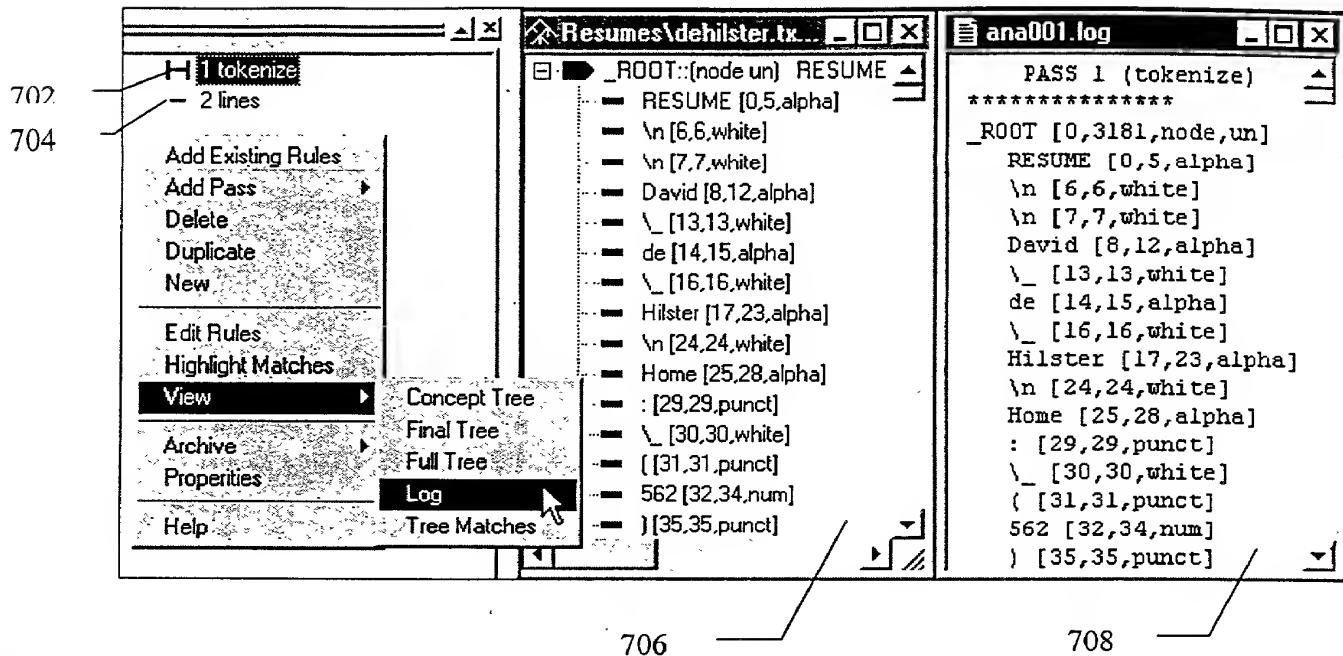 702
704
1 tokenize
2 lines
Add Existing Rules
Add Pass
Delete
Duplicate
New
Edit Rules
Highlight Matches
View
Archive
Properities
Help
Concept Tree
Final Tree
Full Tree
Log
Tree Matches
Resumes\dehilster.tx...
_ROOT::(node un) RESUME
RESUME [0,5,alpha]
\n [6,6,white]
\n [7,7,white]
David [8,12,alpha]
\_ [13,13,white]
de [14,15,alpha]
\_ [16,16,white]
Hilster [17,23,alpha]
\n [24,24,white]
Home [25,28,alpha]
: [29,29,punct]
\_ [30,30,white]
( [31,31,punct]
562 [32,34,num]
) [35,35,punct]
706
ana001.log
PASS 1 (tokenize)
****************
_ROOT [0,3181,node,un]
RESUME [0,5,alpha]
\n [6,6,white]
\n [7,7,white]
David [8,12,alpha]
\_ [13,13,white]
de [14,15,alpha]
\_ [16,16,white]
Hilster [17,23,alpha]
\n [24,24,white]
Home [25,28,alpha]
: [29,29,punct]
\_ [30,30,white]
( [31,31,punct]
562 [32,34,num]
) [35,35,punct]
708